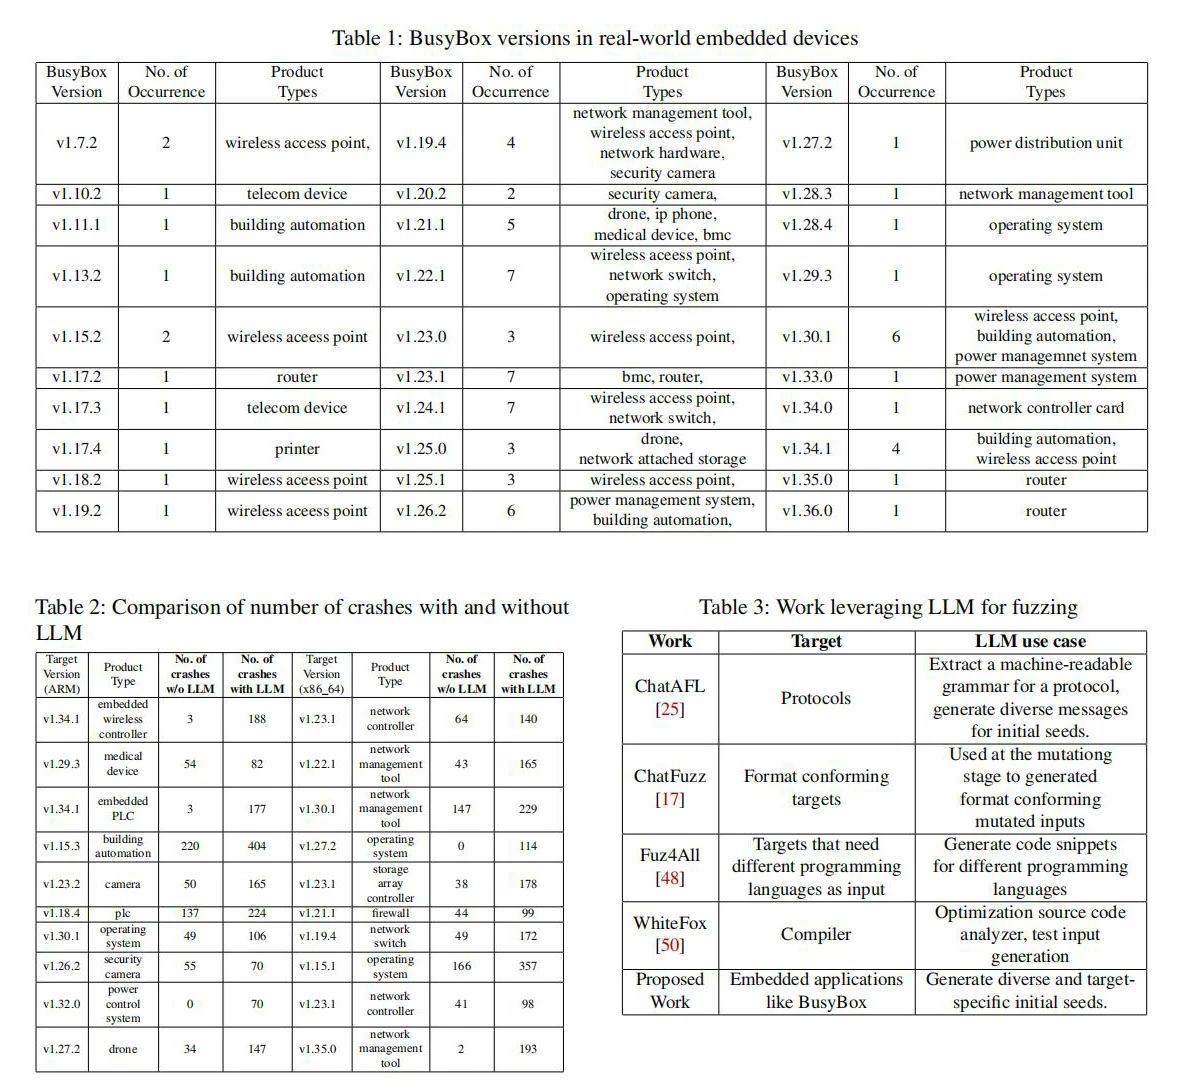 Table 1: BusyBox versions in real-world embedded devices
BusyBox
Version
No. of
Occurrence
Product
Types
BusyBox
Version
No. of
Occurrence
Product
Types
BusyBox
Version
No. of
Occurrence
Product
Types
v1.7.2
2
wireless access point,
v1.19.4
4
network management tool,
wireless access point,
network hardware,
security camera
v1.27.2
1
power distribution unit
v1.10.2
1
telecom device
v1.20.2
2
security camera,
v1.28.3
1
network management tool
v1.11.1
1
building automation
v1.21.1
5
drone, ip phone,
medical device, bmc
v1.28.4
1
operating system
v1.13.2
1
building automation
v1.22.1
7
wireless aceess point,
network switch,
operating system
v1.29.3
1
operating system
v1.15.2
2
wireless aceess point
v1.23.0
3
wireless access point,
v1.30.1
6
wireless access point,
building automation,
power managemnet system
v1.17.2
1
router
v1.23.1
7
bmc, router,
v1.33.0
1
power management system
v1.17.3
1
telecom device
v1.24.1
7
wireless access point,
network switch,
v1.34.0
1
network controller card
v1.17.4
1
printer
v1.25.0
3
drone,
network attached storage
v1.34.1
4
building automation,
wireless access point
v1.18.2
1
wireless aceess point
v1.25.1
3
wireless access point,
v1.35.0
1
router
v1.19.2
1
wireless aceess point
v1.26.2
6
power management system,
building automation,
v1.36.0
1
router
Table 2: Comparison of number of crashes with and without
LLM
Target
Version
(ARM)
Product
Type
No. of
crashes
w/o LLM
No. of
crashes
with LLM
Target
Version
(x86_64)
Product
Type
No. of
crashes
w/o LLM
No. of
crashes
with LLM
v1.34.1
embedded
wireless
controller
3
188
v1.23.1
network
controller
64
140
v1.29.3
medical
device
54
82
v1.22.1
network
management
tool
43
165
v1.34.1
embedded
PLC
3
177
v1.30.1
network
management
tool
147
229
v1.15.3
building
automation
220
404
v1.27.2
operating
system
0
114
v1.23.2
camera
50
165
v1.23.1
storage
array
controller
38
178
v1.18.4
plc
137
224
v1.21.1
firewall
44
99
v1.30.1
operating
system
49
106
v1.19.4
network
switch
49
172
v1.26.2
security
camera
55
70
v1.15.1
operating
system
166
357
v1.32.0
power
control
system
0
70
v1.23.1
network
controller
41
98
v1.27.2
drone
34
147
v1.35.0
network
management
tool
2
193
Table 3: Work leveraging LLM for fuzzing
Work
Target
LLM use case
ChatAFL
[25]
Protocols
Extract a machine-readable
grammar for a protocol,
generate diverse messages
for initial seeds.
ChatFuzz
[17]
Format conforming
targets
Used at the mutationg
stage to generated
format conforming
mutated inputs
Fuz4All
[48]
Targets that need
different programming
languages as input
Generate code snippets
for different programming
languages
WhiteFox
[50]
Compiler
Optimization source code
analyzer, test input
generation
Proposed
Work
Embedded applications
like BusyBox
Generate diverse and target-
specific initial seeds.